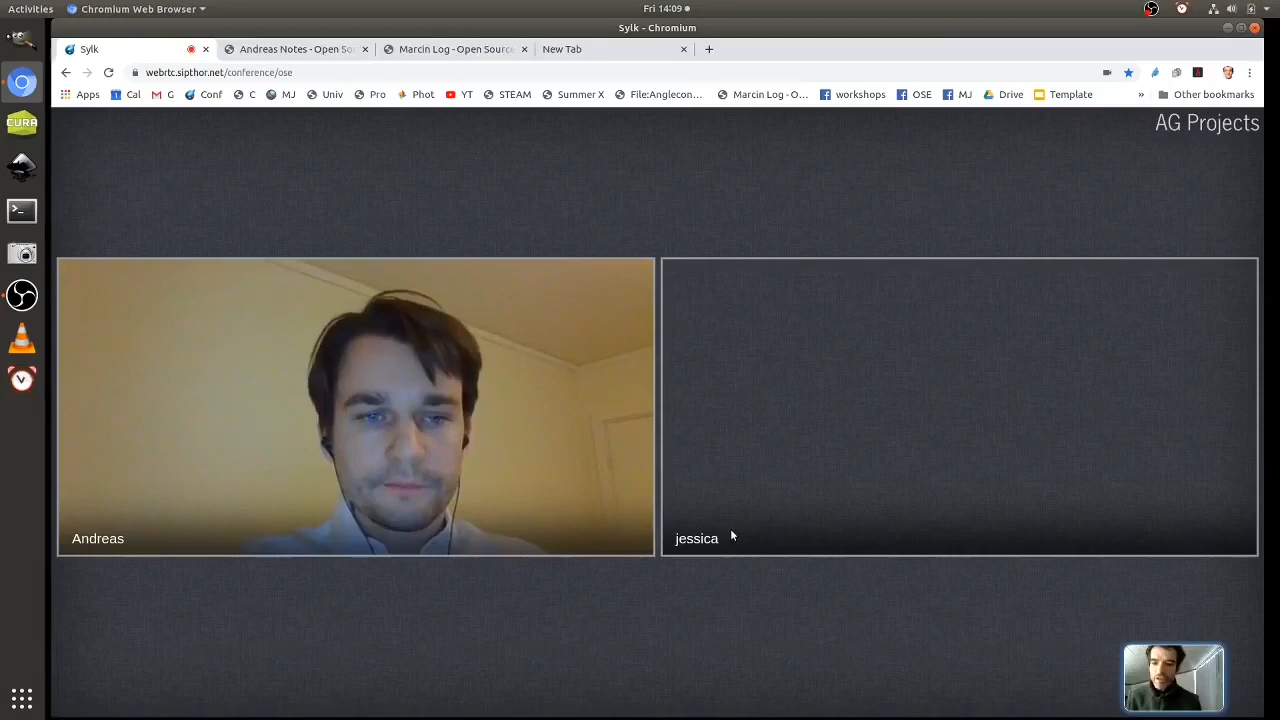 Activities Chromium Web Browser Fri 14:09
Sylk - Chromium
Sylk Andreas Notes - Open So Marcin Log - Open Source New Tab
webrtc.sipthor.net/conference/ose
Apps Cal G Conf C MJ Univ Pro Phot YT STEAM Summer X File:Anglecon... Marcin Log - O... workshops OSE MJ Drive Template » Other bookmarks
AG Projects
CURA
Andreas
jessica